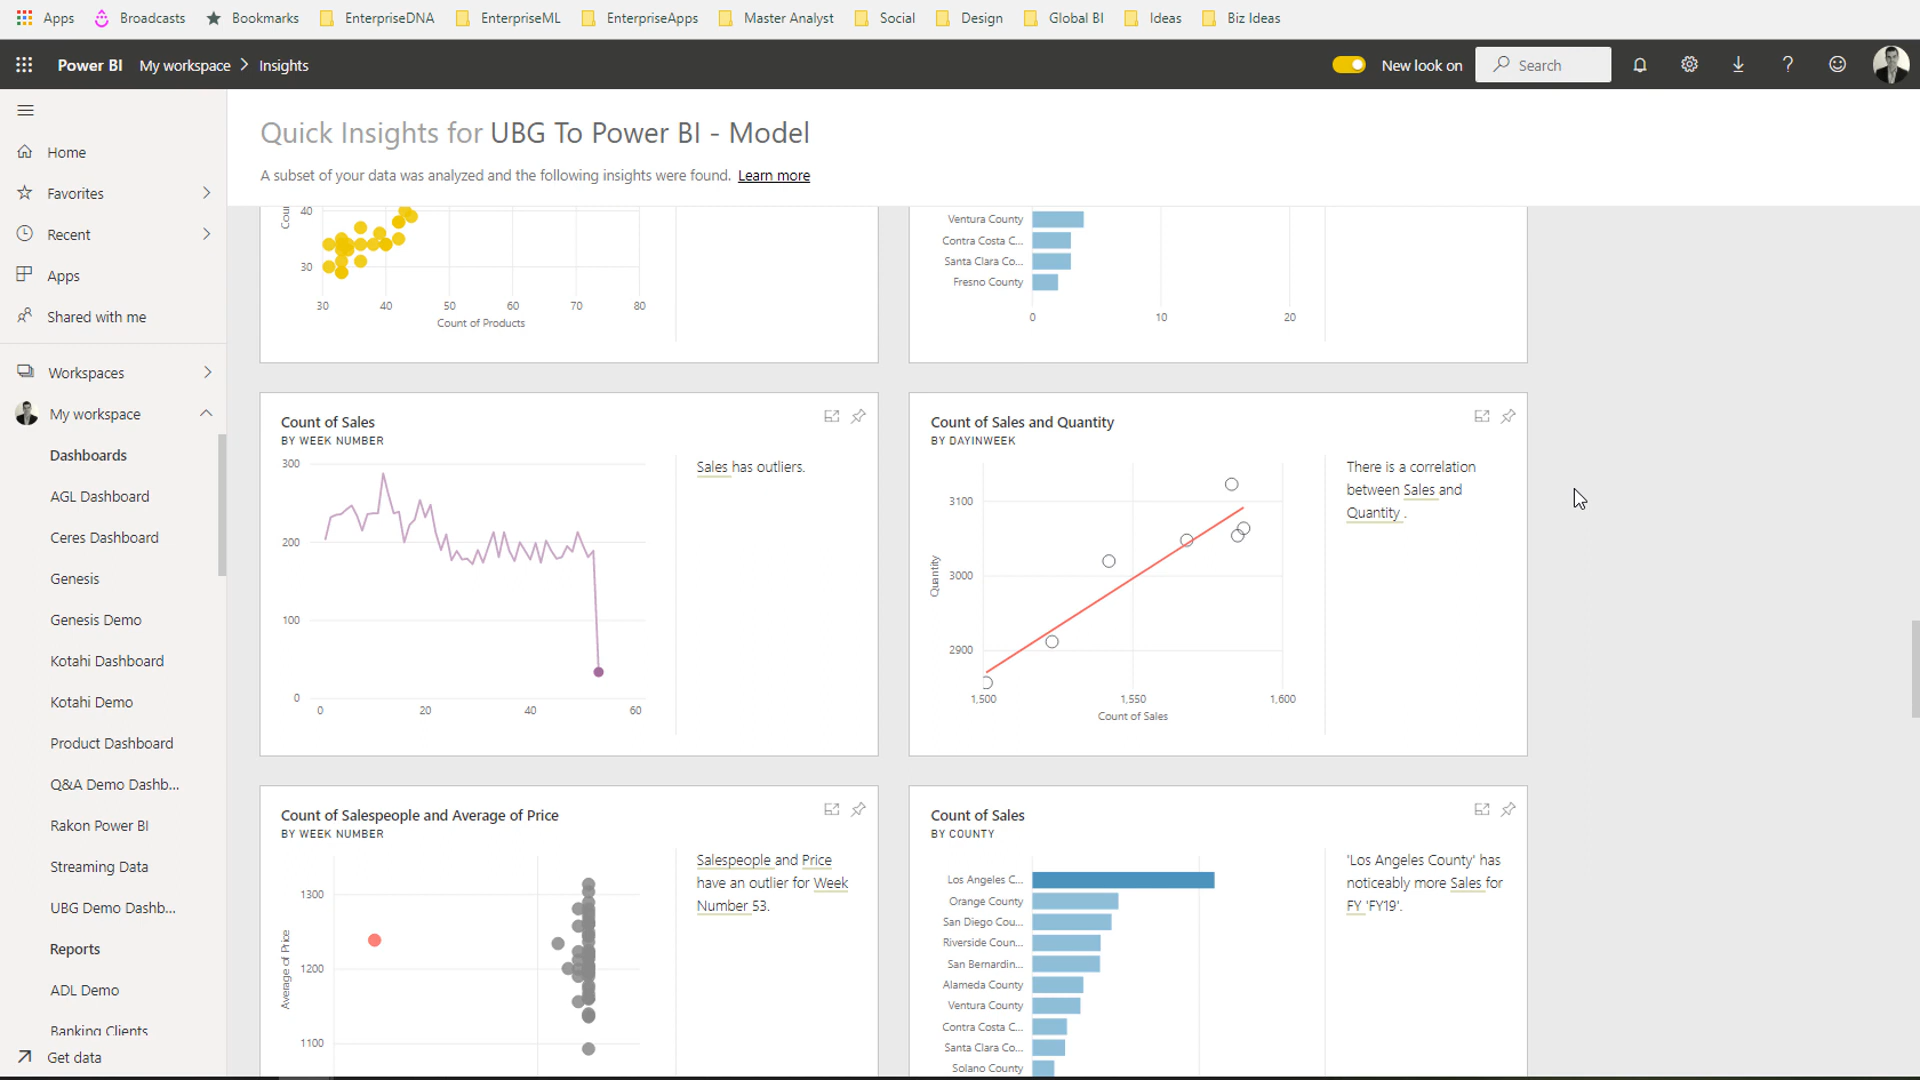 Apps Broadcasts Bookmarks EnterpriseDNA EnterpriseML EnterpriseApps Master Analyst Social Design Global BI Ideas Biz Ideas
Power BI My workspace > Insights New look on Search
Home
Favorites
Recent
Apps
Shared with me
Workspaces
My workspace
Dashboards
AGL Dashboard
Ceres Dashboard
Genesis
Genesis Demo
Kotahi Dashboard
Kotahi Demo
Product Dashboard
Q&A Demo Dashb...
Rakon Power BI
Streaming Data
UBG Demo Dashb...
Reports
ADL Demo
Banking Clients
Get data
Quick Insights for UBG To Power BI - Model
A subset of your data was analyzed and the following insights were found. Learn more
40
30
30 40 50 60 70 80
Count of Products
Ventura County
Contra Costa C...
Santa Clara Co...
Fresno County
0 10 20
Count of Sales
BY WEEK NUMBER
300
200
100
0
0 20 40 60
Sales has outliers.
Count of Sales and Quantity
BY DAYINWEEK
Quantity
3100
3000
2900
1,500 1,550 1,600
Count of Sales
There is a correlation
between Sales and
Quantity .
Count of Salespeople and Average of Price
BY WEEK NUMBER
Average of Price
1300
1200
1100
Salespeople and Price
have an outlier for Week
Number 53.
Count of Sales
BY COUNTY
Los Angeles C...
Orange County
San Diego Cou...
Riverside Coun...
San Bernardin...
Alameda County
Ventura County
Contra Costa C...
Santa Clara Co...
Solano County
'Los Angeles County' has
noticeably more Sales for
FY 'FY19'.